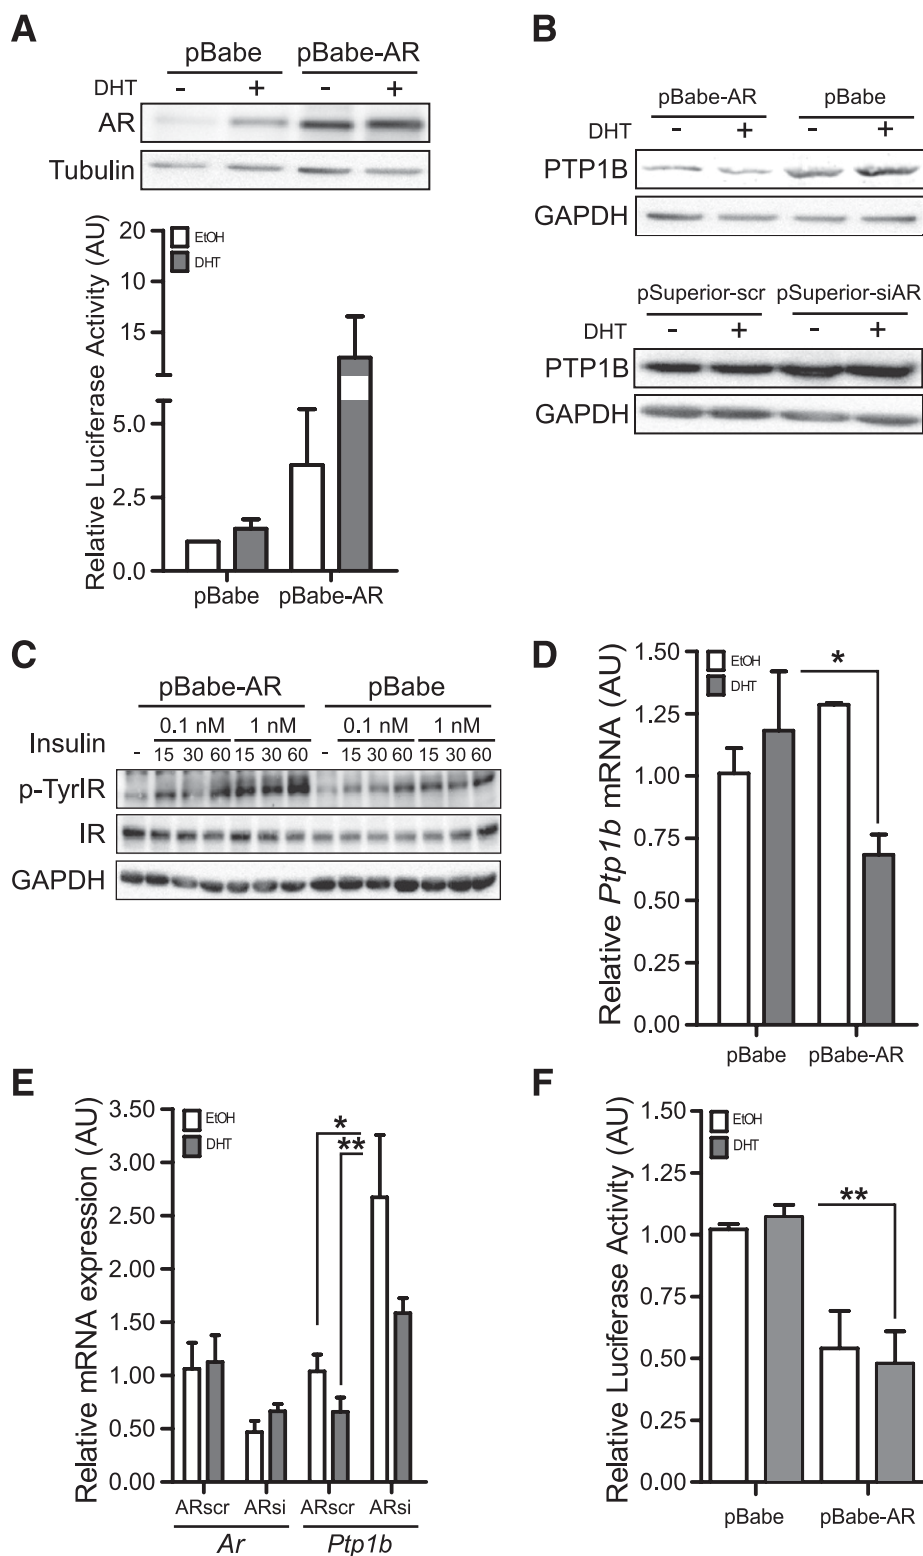 A
pBabe pBabe-AR
DHT - + - +
AR
Tubulin
Relative Luciferase Activity (AU)
20
10
15
5.0
2.5
0.0
EtOH
DHT
pBabe pBabe-AR
B
pBabe-AR pBabe
DHT - + - +
PTP1B
GAPDH
pSuperior-scr pSuperior-siAR
DHT - + - +
PTP1B
GAPDH
C
pBabe-AR pBabe
0.1 nM 1 nM 0.1 nM 1 nM
Insulin - 15 30 60 15 30 60 - 15 30 60 15 30 60
p-TyrIR
IR
GAPDH
D
Relative Ptp1b mRNA (AU)
1.50
1.25
1.00
0.75
0.50
0.25
0.00
EtOH
DHT
*
pBabe pBabe-AR
E
Relative mRNA expression (AU)
3.50
3.00
2.50
2.00
1.50
1.00
0.50
0.00
EtOH
DHT
*
**
ARscr ARsi ARscr ARsi
Ar Ptp1b
F
Relative Luciferase Activity (AU)
1.50
1.25
1.00
0.75
0.50
0.25
0.00
EtOH
DHT
**
pBabe pBabe-AR